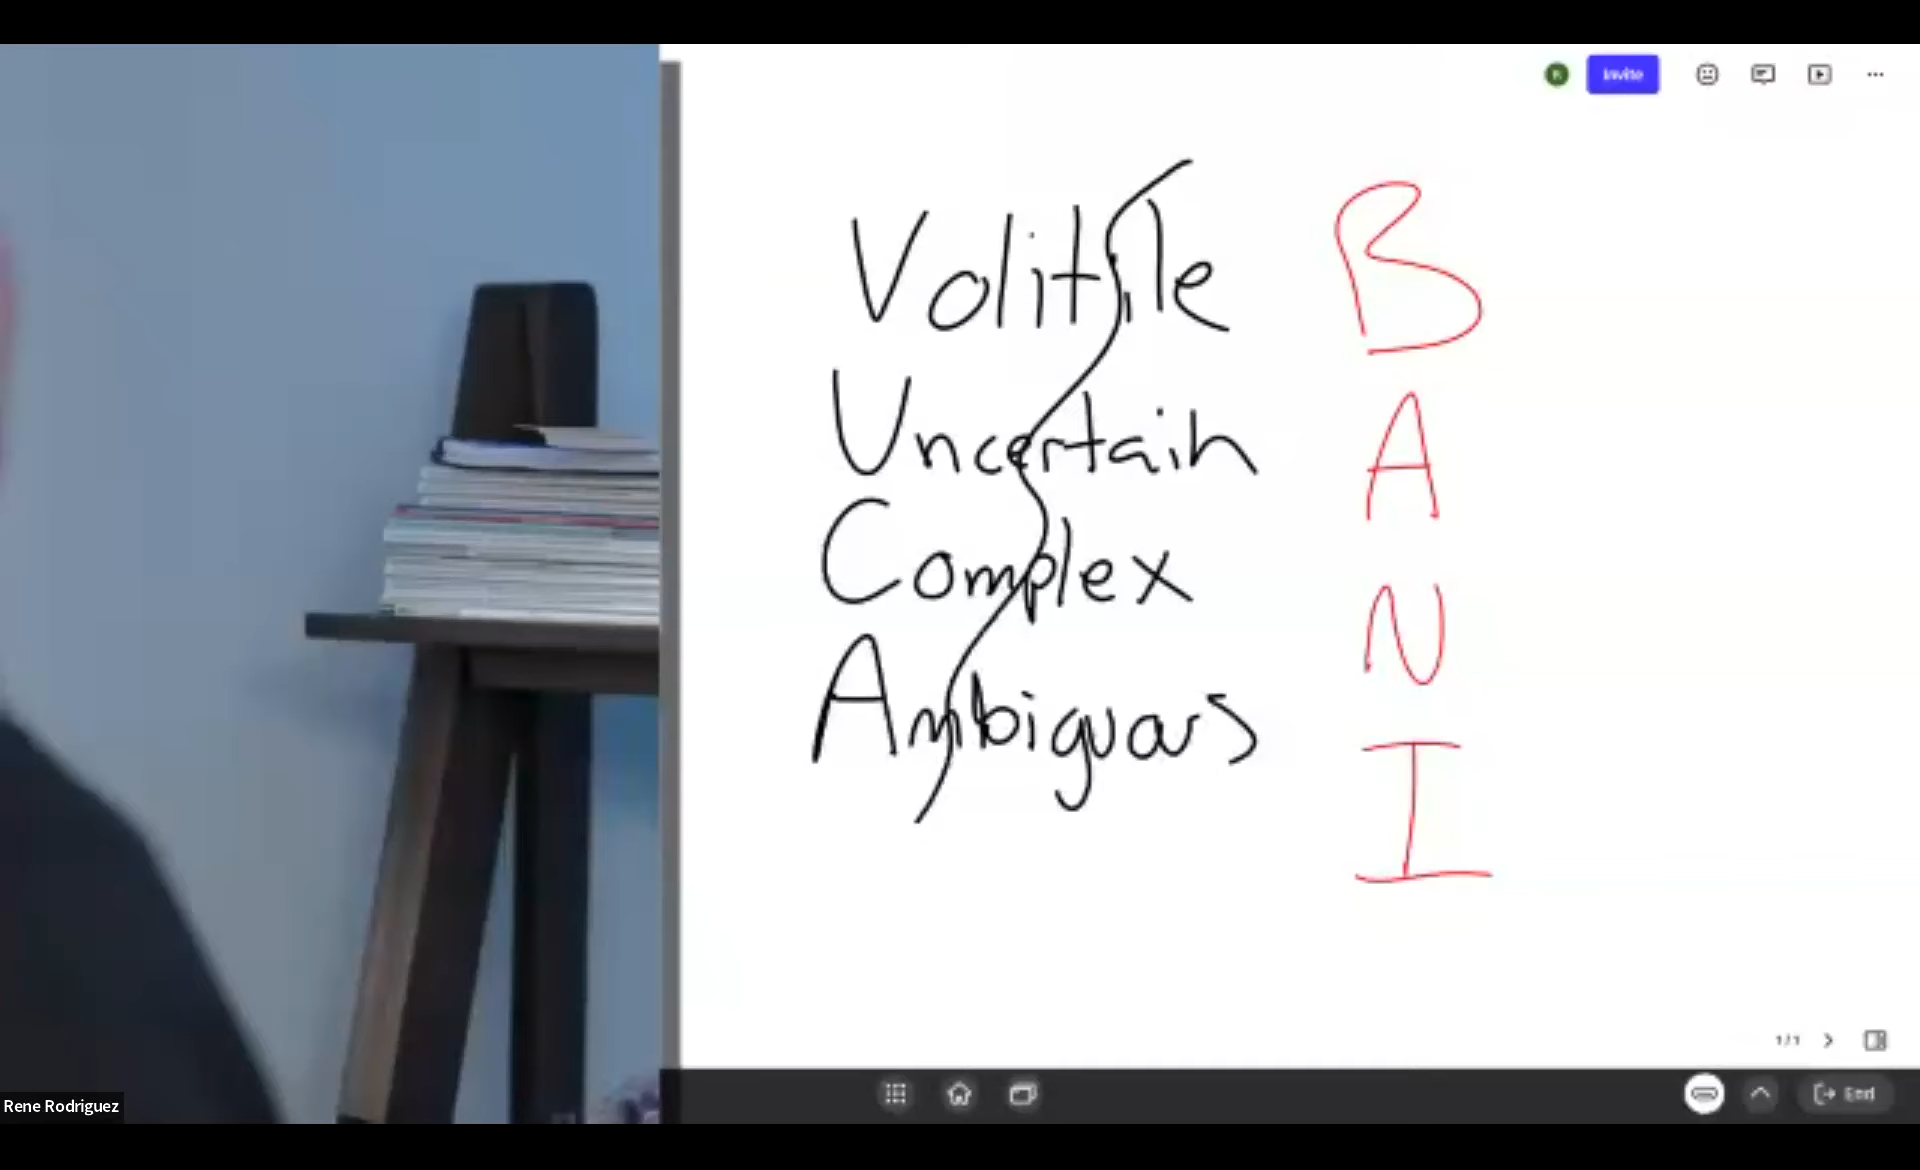 Invite
Volitile
Uncertain
Complex
Ambiguous
B
A
N
I
1/1
End
Rene Rodriguez